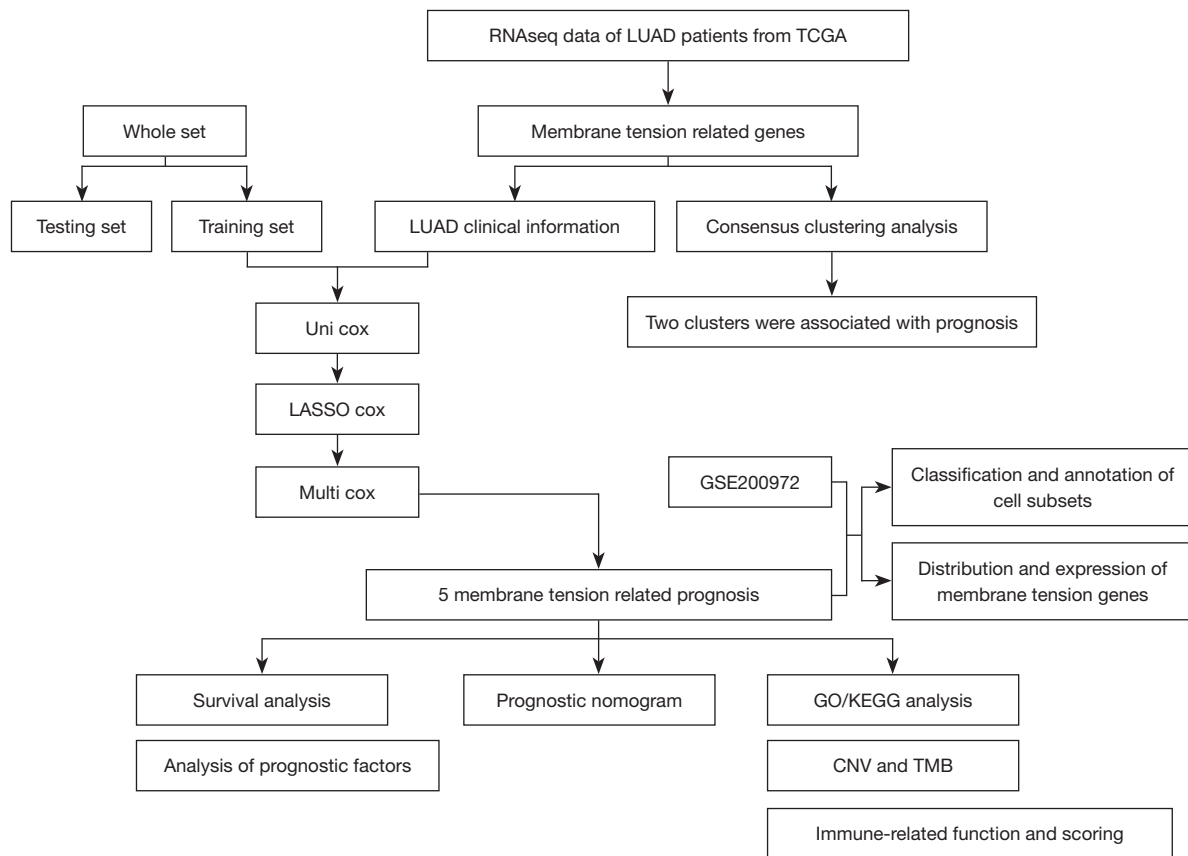 RNAseq data of LUAD patients from TCGA
Whole set
Membrane tension related genes
Testing set
Training set
LUAD clinical information
Consensus clustering analysis
Uni cox
Two clusters were associated with prognosis
LASSO cox
Multi cox
GSE200972
Classification and annotation of
cell subsets
Distribution and expression of
membrane tension genes
5 membrane tension related prognosis
Survival analysis
Prognostic nomogram
GO/KEGG analysis
Analysis of prognostic factors
CNV and TMB
Immune-related function and scoring